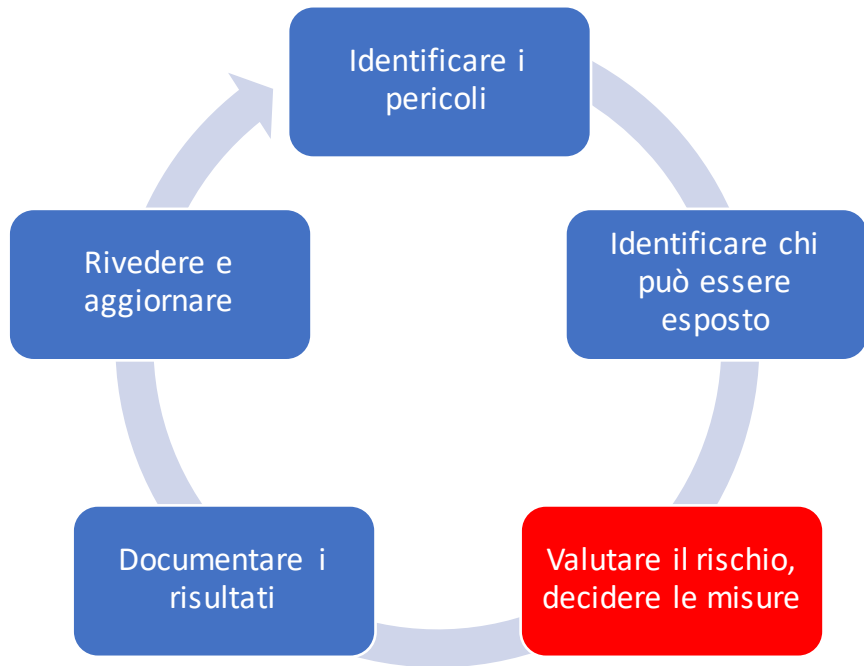 Identificare i
pericoli
Identificare chi
può essere
esposto
Valutare il rischio,
decidere le misure
Documentare i
risultati
Rivedere e
aggiornare